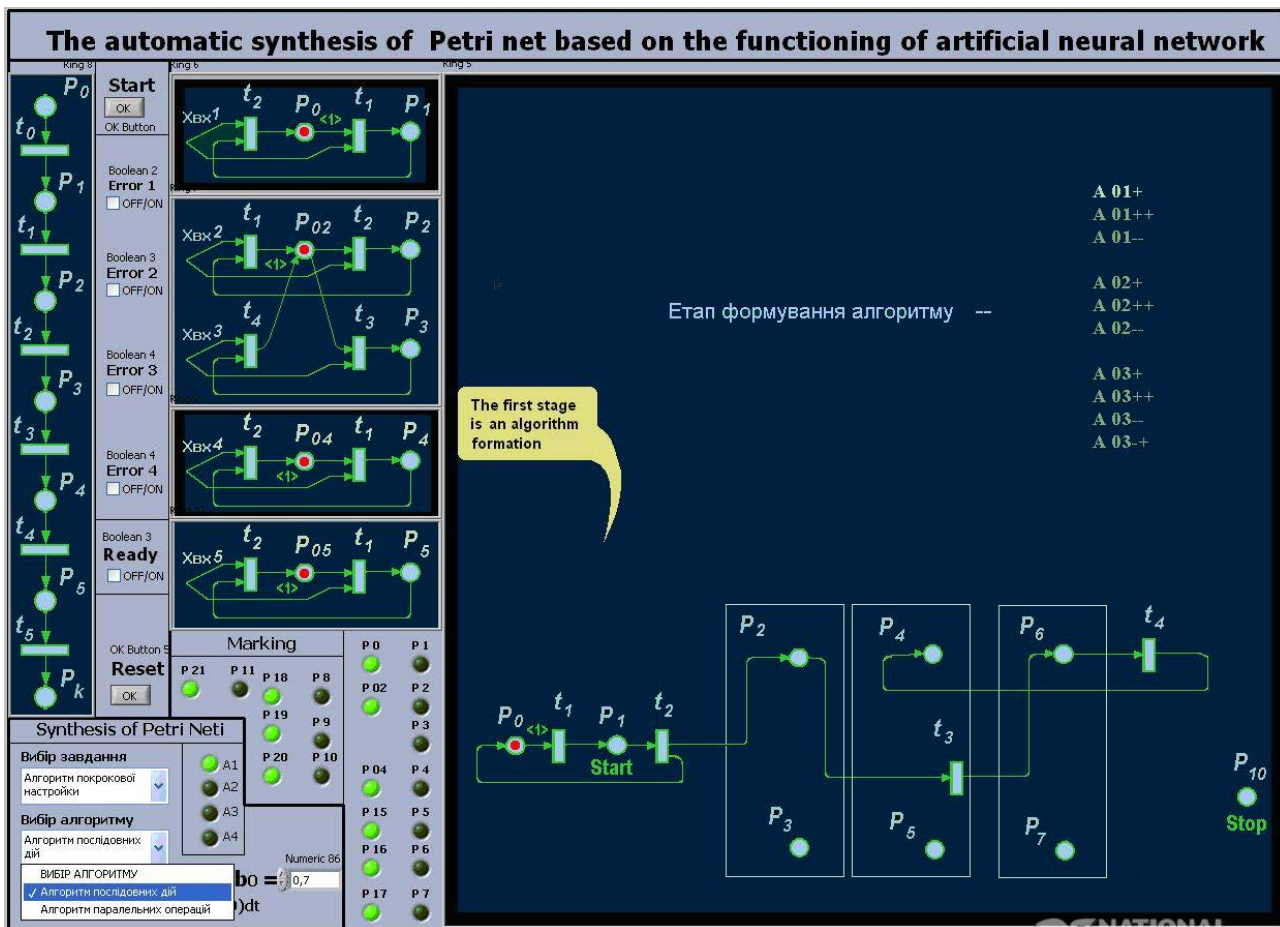 The automatic synthesis of Petri net based on the functioning of artificial neural network
Ring 8
Ring 6
Ring 5
P0
t0
P1
t1
P2
t2
P3
t3
P4
t4
P5
t5
Pk
Start
OK
OK Button
Boolean 2
Error 1
OFF/ON
Boolean 3
Error 2
OFF/ON
Boolean 4
Error 3
OFF/ON
Boolean 4
Error 4
OFF/ON
Boolean 3
Ready
OFF/ON
OK Button 5
Reset
OK
Xвх1 t2 P0 <1> t1 P1
Xвх2 t1 P02 t2 P2
<1>
Xвх3 t4 t3 P3
Xвх4 t2 P04 t1 P4
<1>
Xвх5 t2 P05 t1 P5
<1>
Marking
P 21 P 11 P 18 P 8
P 19 P 9
P 20 P 10
P 0 P 1
P 02 P 2
P 3
P 04 P 4
P 15 P 5
P 16 P 6
P 17 P 7
Synthesis of Petri Neti
Вибір завдання
Алгоритм покрокової
настройки
Вибір алгоритму
Алгоритм послідовних
дій
ВИБІР АЛГОРИТМУ
✓ Алгоритм послідовних дій
Алгоритм паралельних операцій
A1
A2
A3
A4
Numeric 86
bo = 0,7
)dt
A 01+
A 01++
A 01--
A 02+
A 02++
A 02--
A 03+
A 03++
A 03--
A 03-+
Етап формування алгоритму --
The first stage
is an algorithm
formation
P2 P4 P6 t4
P0 <1> t1 P1 t2 t3
Start
P3 P5 P7
P10
Stop
NATIONAL